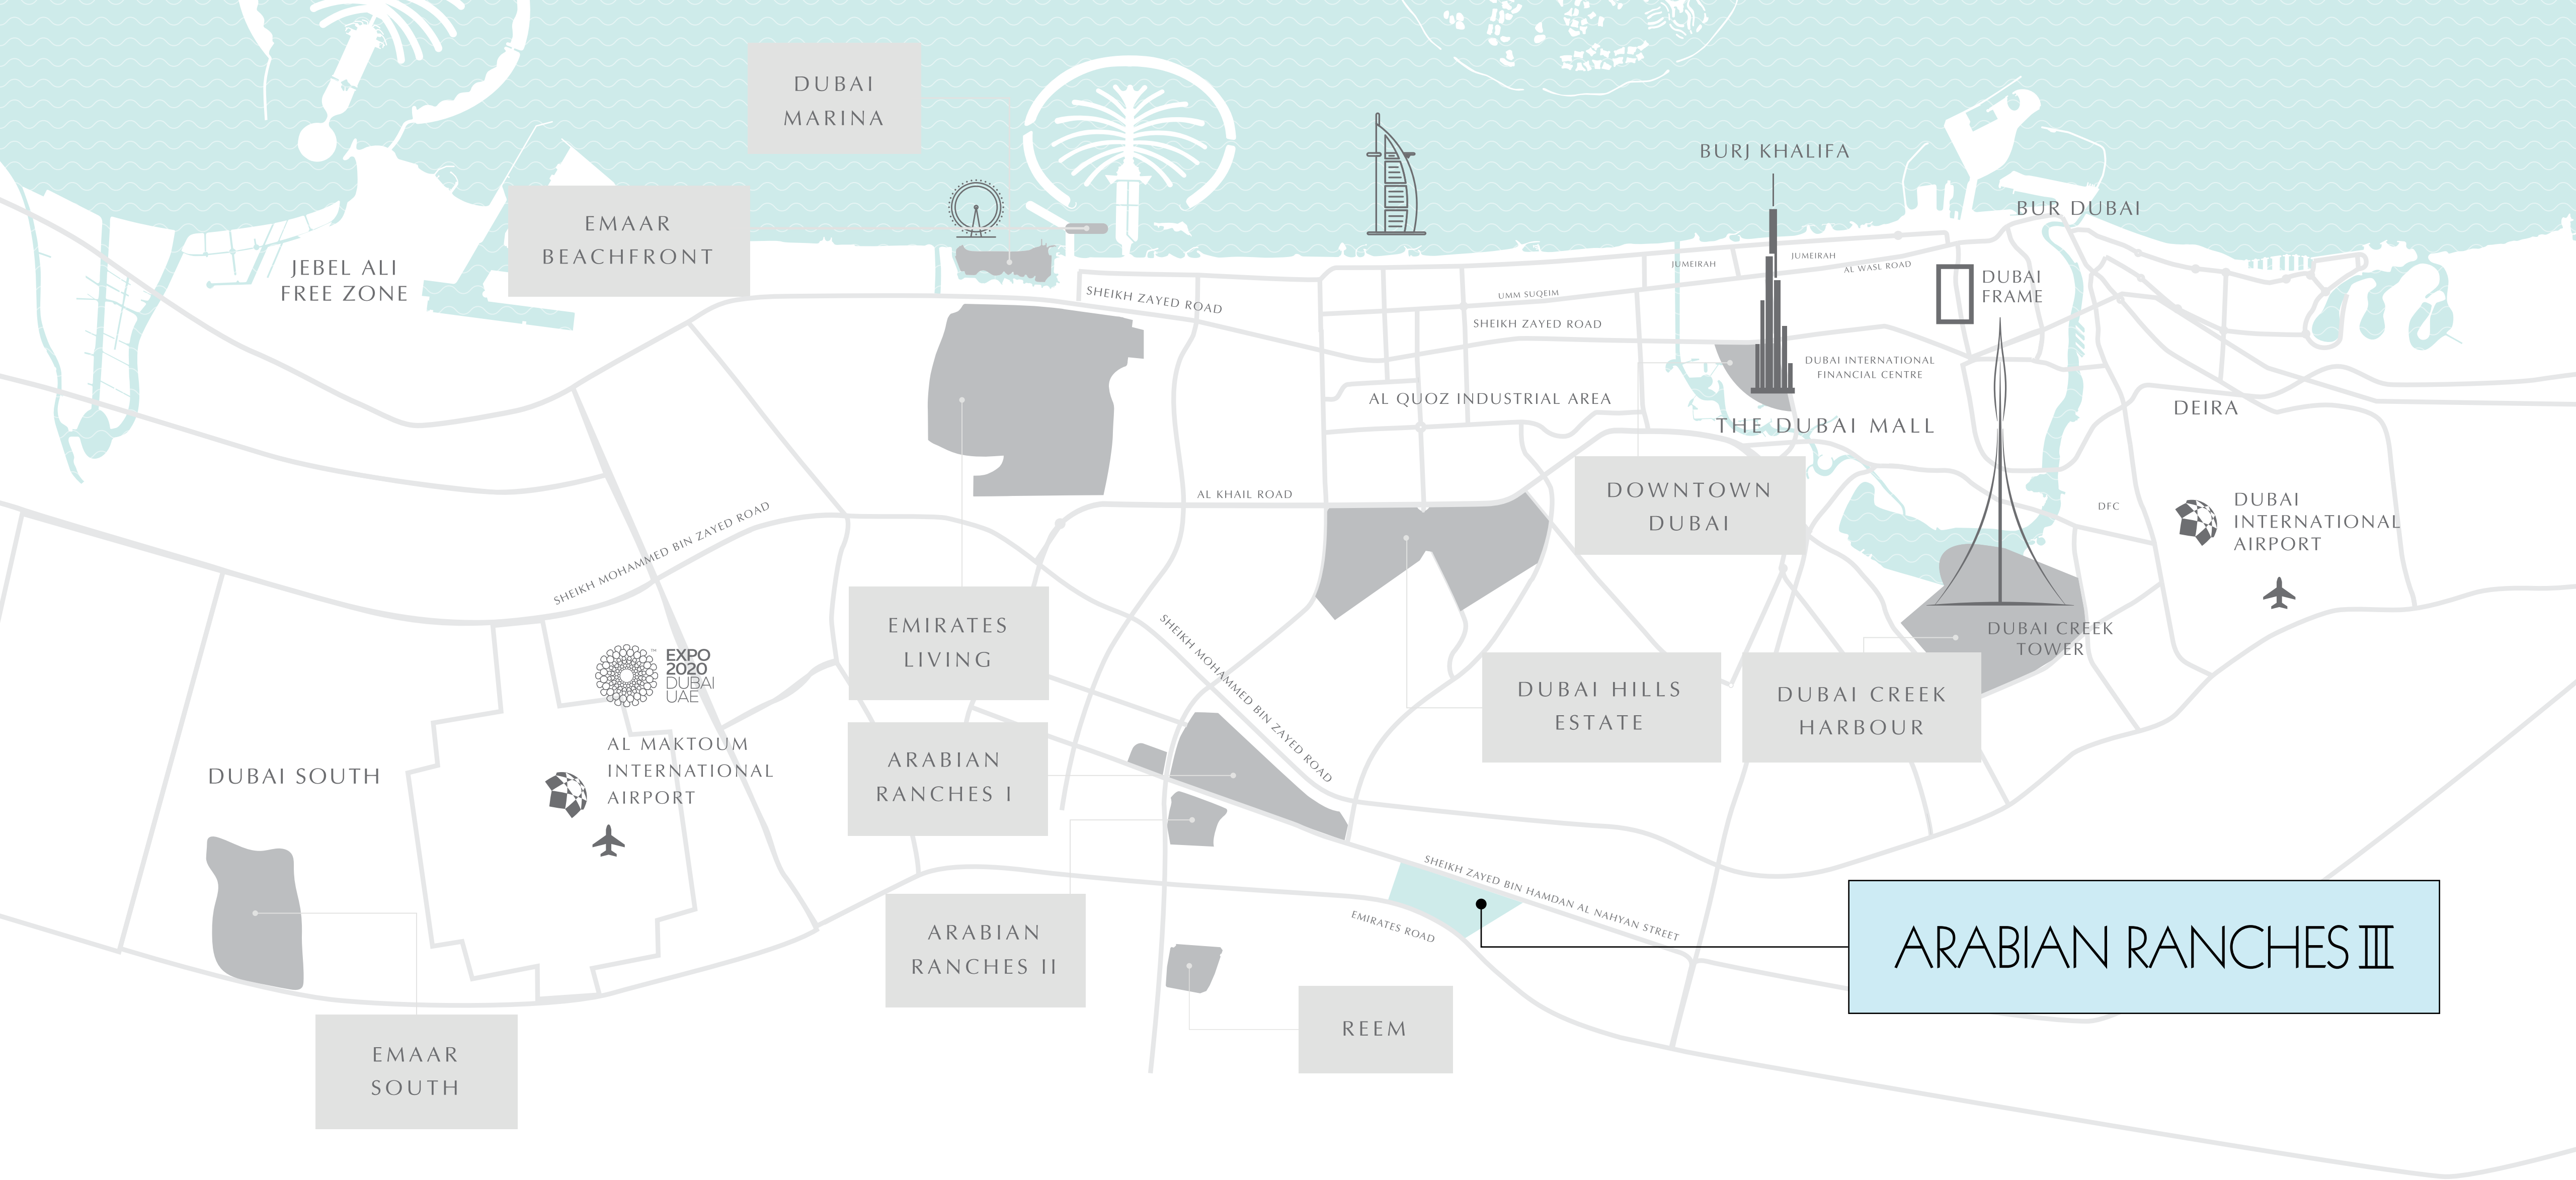 DUBAI
MARINA
BURJ KHALIFA
EMAAR
BEACHFRONT
BUR DUBAI
JEBEL ALI
FREE ZONE
JUMEIRAH
JUMEIRAH
AL WASL ROAD
DUBAI
FRAME
SHEIKH ZAYED ROAD
UMM SUQEIM
SHEIKH ZAYED ROAD
DUBAI INTERNATIONAL
FINANCIAL CENTRE
AL QUOZ INDUSTRIAL AREA
THE DUBAI MALL
DEIRA
AL KHAIL ROAD
DOWNTOWN
DUBAI
DFC
DUBAI
INTERNATIONAL
AIRPORT
SHEIKH MOHAMMED BIN ZAYED ROAD
EMIRATES
LIVING
SHEIKH MOHAMMED BIN ZAYED ROAD
DUBAI CREEK
TOWER
EXPO
2020
DUBAI
UAE
™
DUBAI HILLS
ESTATE
DUBAI CREEK
HARBOUR
AL MAKTOUM
INTERNATIONAL
AIRPORT
DUBAI SOUTH
ARABIAN
RANCHES I
SHEIKH ZAYED BIN HAMDAN AL NAHYAN STREET
EMIRATES ROAD
ARABIAN
RANCHES II
ARABIAN RANCHES III
REEM
EMAAR
SOUTH